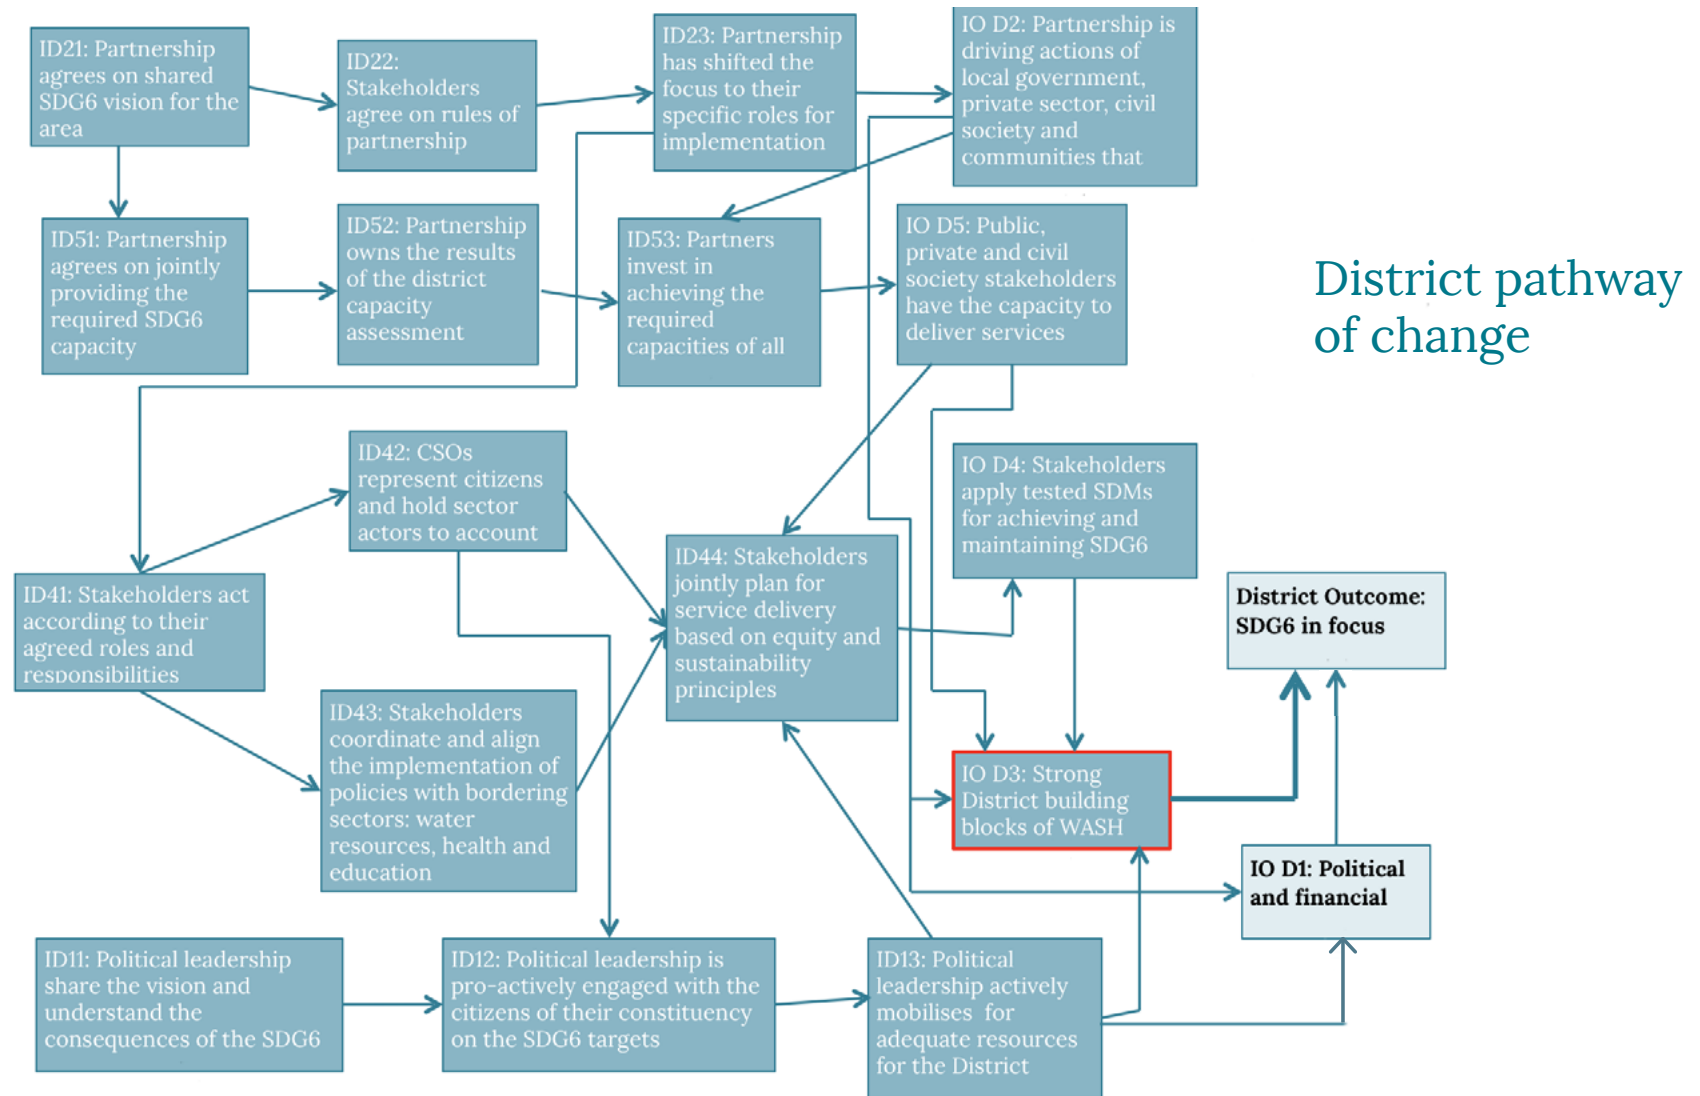 ID21: Partnership
agrees on shared
SDG6 vision for the
area
ID22:
Stakeholders
agree on rules of
partnership
ID23: Partnership
has shifted the
focus to their
specific roles for
implementation
IO D2: Partnership is
driving actions of
local government,
private sector, civil
society and
communities that
ID51: Partnership
agrees on jointly
providing the
required SDG6
capacity
ID52: Partnership
owns the results
of the district
capacity
assessment
ID53: Partners
invest in
achieving the
required
capacities of all
IO D5: Public,
private and civil
society stakeholders
have the capacity to
deliver services
District pathway
of change
ID42: CSOs
represent citizens
and hold sector
actors to account
IO D4: Stakeholders
apply tested SDMs
for achieving and
maintaining SDG6
ID41: Stakeholders act
according to their
agreed roles and
responsibilities
ID44: Stakeholders
jointly plan for
service delivery
based on equity and
sustainability
principles
District Outcome:
SDG6 in focus
ID43: Stakeholders
coordinate and align
the implementation of
policies with bordering
sectors: water
resources, health and
education
IO D3: Strong
District building
blocks of WASH
IO D1: Political
and financial
ID11: Political leadership
share the vision and
understand the
consequences of the SDG6
ID12: Political leadership is
pro-actively engaged with the
citizens of their constituency
on the SDG6 targets
ID13: Political
leadership actively
mobilises for
adequate resources
for the District